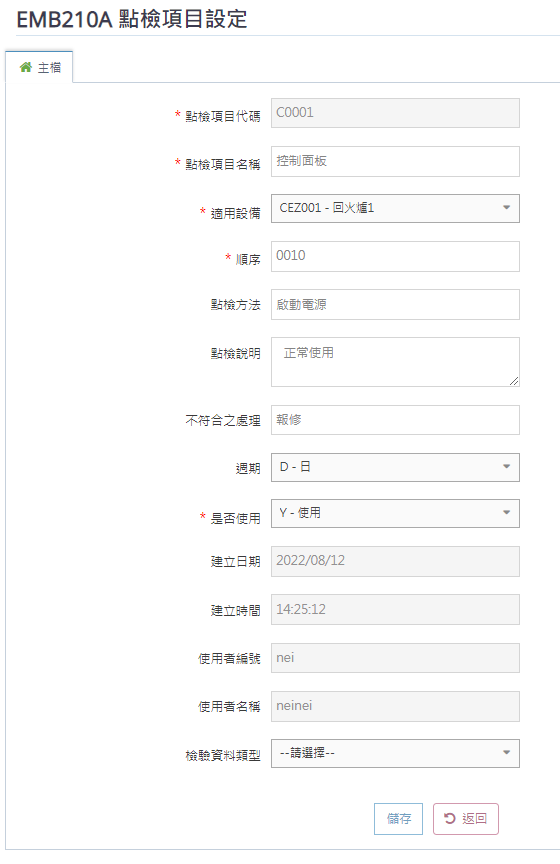 EMB210A 點檢項目設定
主檔
* 點檢項目代碼 C0001
* 點檢項目名稱 控制面板
* 適用設備 CEZ001 - 回火爐1
* 順序 0010
點檢方法 啟動電源
點檢說明 正常使用
不符合之處理 報修
週期 D - 日
* 是否使用 Y - 使用
建立日期 2022/08/12
建立時間 14:25:12
使用者編號 nei
使用者名稱 neinei
檢驗資料類型 --請選擇--
儲存 返回